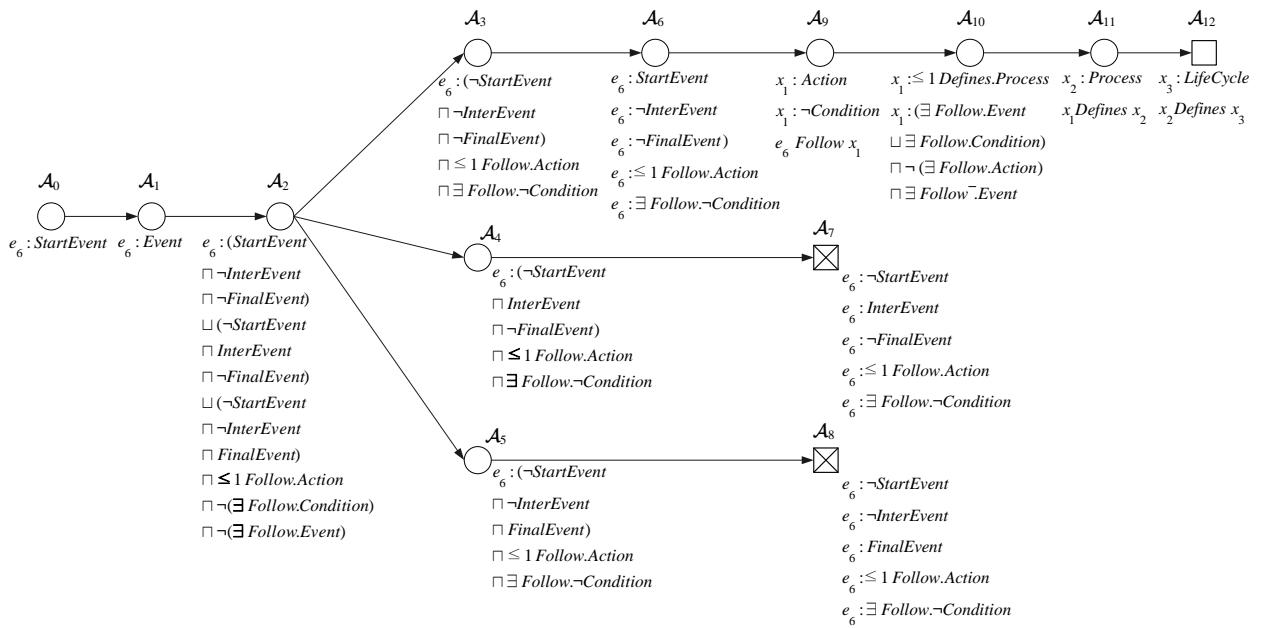 A3
e6 : (¬StartEvent
⊓ ¬InterEvent
⊓ ¬FinalEvent)
⊓ ≤ 1 Follow.Action
⊓ ∃ Follow.¬Condition
A6
e6 : StartEvent
e6 : ¬InterEvent
e6 : ¬FinalEvent)
e6 :≤ 1 Follow.Action
e6 : ∃ Follow.¬Condition
A9
x1 : Action
x1 : ¬Condition
e6 Follow x1
A10
x1 :≤ 1 Defines.Process
x1 : (∃ Follow.Event
⊔ ∃ Follow.Condition)
⊓ ¬ (∃ Follow.Action)
⊓ ∃ Follow⁻.Event
A11
x2 : Process
x1 Defines x2
A12
x3 : LifeCycle
x2 Defines x3
A0
e6 : StartEvent
A1
e6 : Event
A2
e6 : (StartEvent
⊓ ¬InterEvent
⊓ ¬FinalEvent)
⊔ (¬StartEvent
⊓ InterEvent
⊓ ¬FinalEvent)
⊔ (¬StartEvent
⊓ ¬InterEvent
⊓ FinalEvent)
⊓ ≤ 1 Follow.Action
⊓ ¬(∃ Follow.Condition)
⊓ ¬(∃ Follow.Event)
A4
e6 : (¬StartEvent
⊓ InterEvent
⊓ ¬FinalEvent)
⊓ ≤ 1 Follow.Action
⊓ ∃ Follow.¬Condition
A7
e6 : ¬StartEvent
e6 : InterEvent
e6 : ¬FinalEvent
e6 :≤ 1 Follow.Action
e6 : ∃ Follow.¬Condition
A5
e6 : (¬StartEvent
⊓ ¬InterEvent
⊓ FinalEvent)
⊓ ≤ 1 Follow.Action
⊓ ∃ Follow.¬Condition
A8
e6 : ¬StartEvent
e6 : ¬InterEvent
e6 : FinalEvent
e6 :≤ 1 Follow.Action
e6 : ∃ Follow.¬Condition